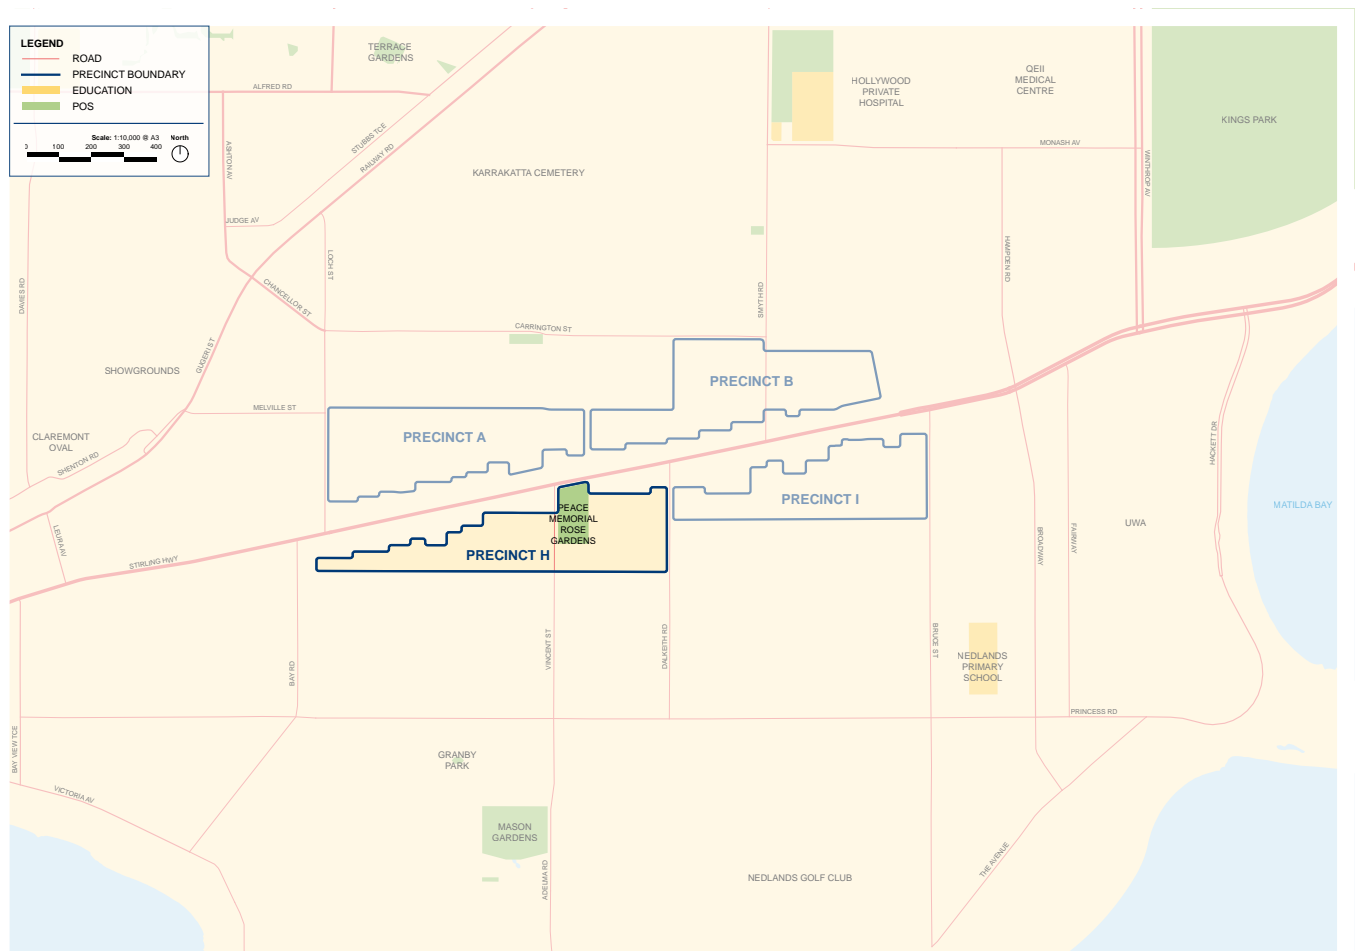 LEGEND
ROAD
PRECINCT BOUNDARY
EDUCATION
POS
Scale: 1:10,000 @ A3
North
100 200 300 400
TERRACE
GARDENS
ALFRED RD
ASHTON AV
STUBBS TCE
RAILWAY RD
KARRAKATTA CEMETERY
HOLLYWOOD
PRIVATE
HOSPITAL
QEII
MEDICAL
CENTRE
KINGS PARK
MONASH AV
WINTHROP AV
JUDGE AV
LOCH ST
DAVIES RD
CHANCELLOR ST
HAMPDEN RD
SMYTH RD
CARRINGTON ST
GUGERI ST
SHOWGROUNDS
PRECINCT B
MELVILLE ST
CLAREMONT
OVAL
PRECINCT A
SHENTON RD
HACKETT DR
PRECINCT I
MATILDA BAY
PEACE
MEMORIAL
ROSE
GARDENS
UWA
LEURA AV
STIRLING HWY
PRECINCT H
BROADWAY
FAIRWAY
BAY RD
VINCENT ST
DALKEITH RD
BRUCE ST
NEDLANDS
PRIMARY
SCHOOL
PRINCESS RD
BAY VIEW TCE
GRANBY
PARK
VICTORIA AV
MASON
GARDENS
ADELMA RD
NEDLANDS GOLF CLUB
THE AVENUE